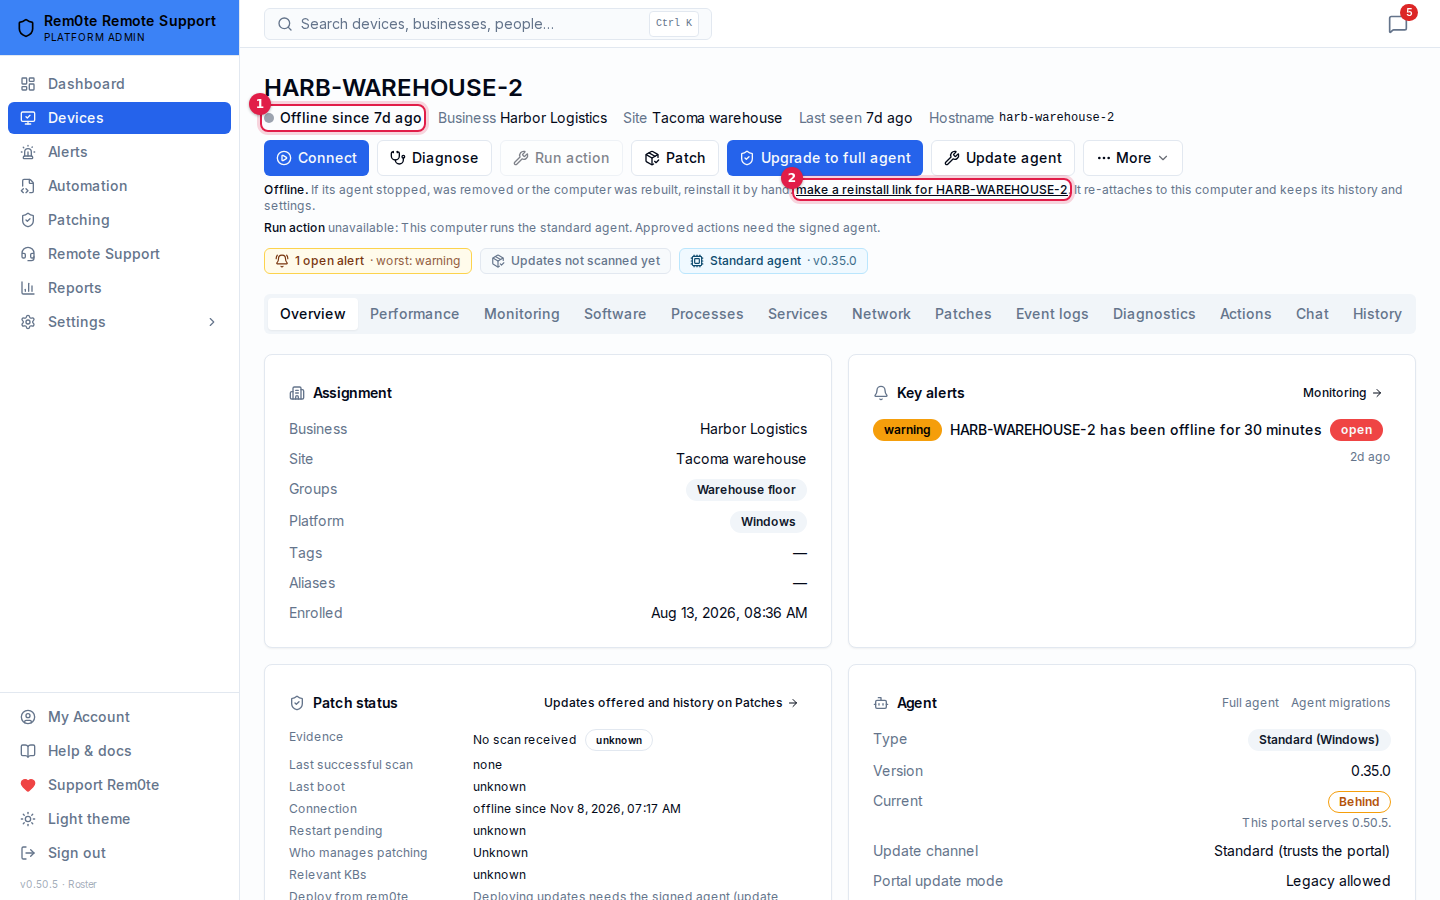 Rem0te Remote Support
PLATFORM ADMIN
Search devices, businesses, people…
Ctrl K
5
Dashboard
Devices
Alerts
Automation
Patching
Remote Support
Reports
Settings
My Account
Help & docs
Support Rem0te
Light theme
Sign out
v0.50.5 · Roster
HARB-WAREHOUSE-2
1
Offline since 7d ago
Business Harbor Logistics
Site Tacoma warehouse
Last seen 7d ago
Hostname harb-warehouse-2
Connect
Diagnose
Run action
Patch
Upgrade to full agent
Update agent
More
2
Offline. If its agent stopped, was removed or the computer was rebuilt, reinstall it by hand: make a reinstall link for HARB-WAREHOUSE-2. It re-attaches to this computer and keeps its history and
settings.
Run action unavailable: This computer runs the standard agent. Approved actions need the signed agent.
1 open alert · worst: warning
Updates not scanned yet
Standard agent · v0.35.0
Overview
Performance
Monitoring
Software
Processes
Services
Network
Patches
Event logs
Diagnostics
Actions
Chat
History
Assignment
Business Harbor Logistics
Site Tacoma warehouse
Groups Warehouse floor
Platform Windows
Tags —
Aliases —
Enrolled Aug 13, 2026, 08:36 AM
Key alerts
Monitoring →
warning HARB-WAREHOUSE-2 has been offline for 30 minutes open
2d ago
Patch status
Updates offered and history on Patches →
Evidence No scan received unknown
Last successful scan none
Last boot unknown
Connection offline since Nov 8, 2026, 07:17 AM
Restart pending unknown
Who manages patching Unknown
Relevant KBs unknown
Deploy from rem0te Deploying updates needs the signed agent (update
Agent
Full agent Agent migrations
Type Standard (Windows)
Version 0.35.0
Current Behind
This portal serves 0.50.5.
Update channel Standard (trusts the portal)
Portal update mode Legacy allowed